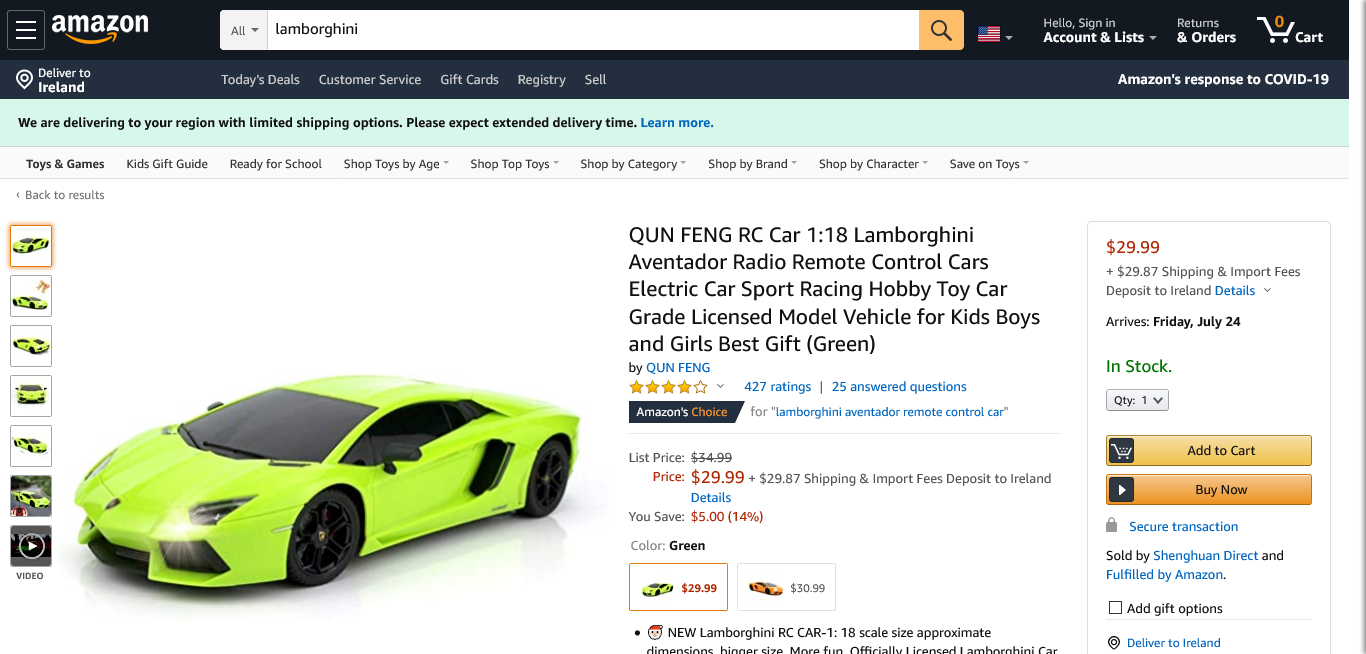 amazon
All
lamborghini
Hello, Sign in
Account & Lists
Returns
& Orders
0
Cart
Deliver to
Ireland
Today's Deals
Customer Service
Gift Cards
Registry
Sell
Amazon's response to COVID-19
We are delivering to your region with limited shipping options. Please expect extended delivery time. Learn more.
Toys & Games
Kids Gift Guide
Ready for School
Shop Toys by Age
Shop Top Toys
Shop by Category
Shop by Brand
Shop by Character
Save on Toys
‹ Back to results
VIDEO
QUN FENG RC Car 1:18 Lamborghini
Aventador Radio Remote Control Cars
Electric Car Sport Racing Hobby Toy Car
Grade Licensed Model Vehicle for Kids Boys
and Girls Best Gift (Green)
by QUN FENG
427 ratings | 25 answered questions
Amazon's Choice for "lamborghini aventador remote control car"
List Price: $34.99
Price: $29.99 + $29.87 Shipping & Import Fees Deposit to Ireland
Details
You Save: $5.00 (14%)
Color: Green
$29.99
$30.99
• NEW Lamborghini RC CAR-1: 18 scale size approximate
dimensions, bigger size, More fun. Officially Licensed Lamborghini Car
$29.99
+ $29.87 Shipping & Import Fees
Deposit to Ireland Details
Arrives: Friday, July 24
In Stock.
Qty: 1
Add to Cart
Buy Now
Secure transaction
Sold by Shenghuan Direct and
Fulfilled by Amazon.
Add gift options
Deliver to Ireland